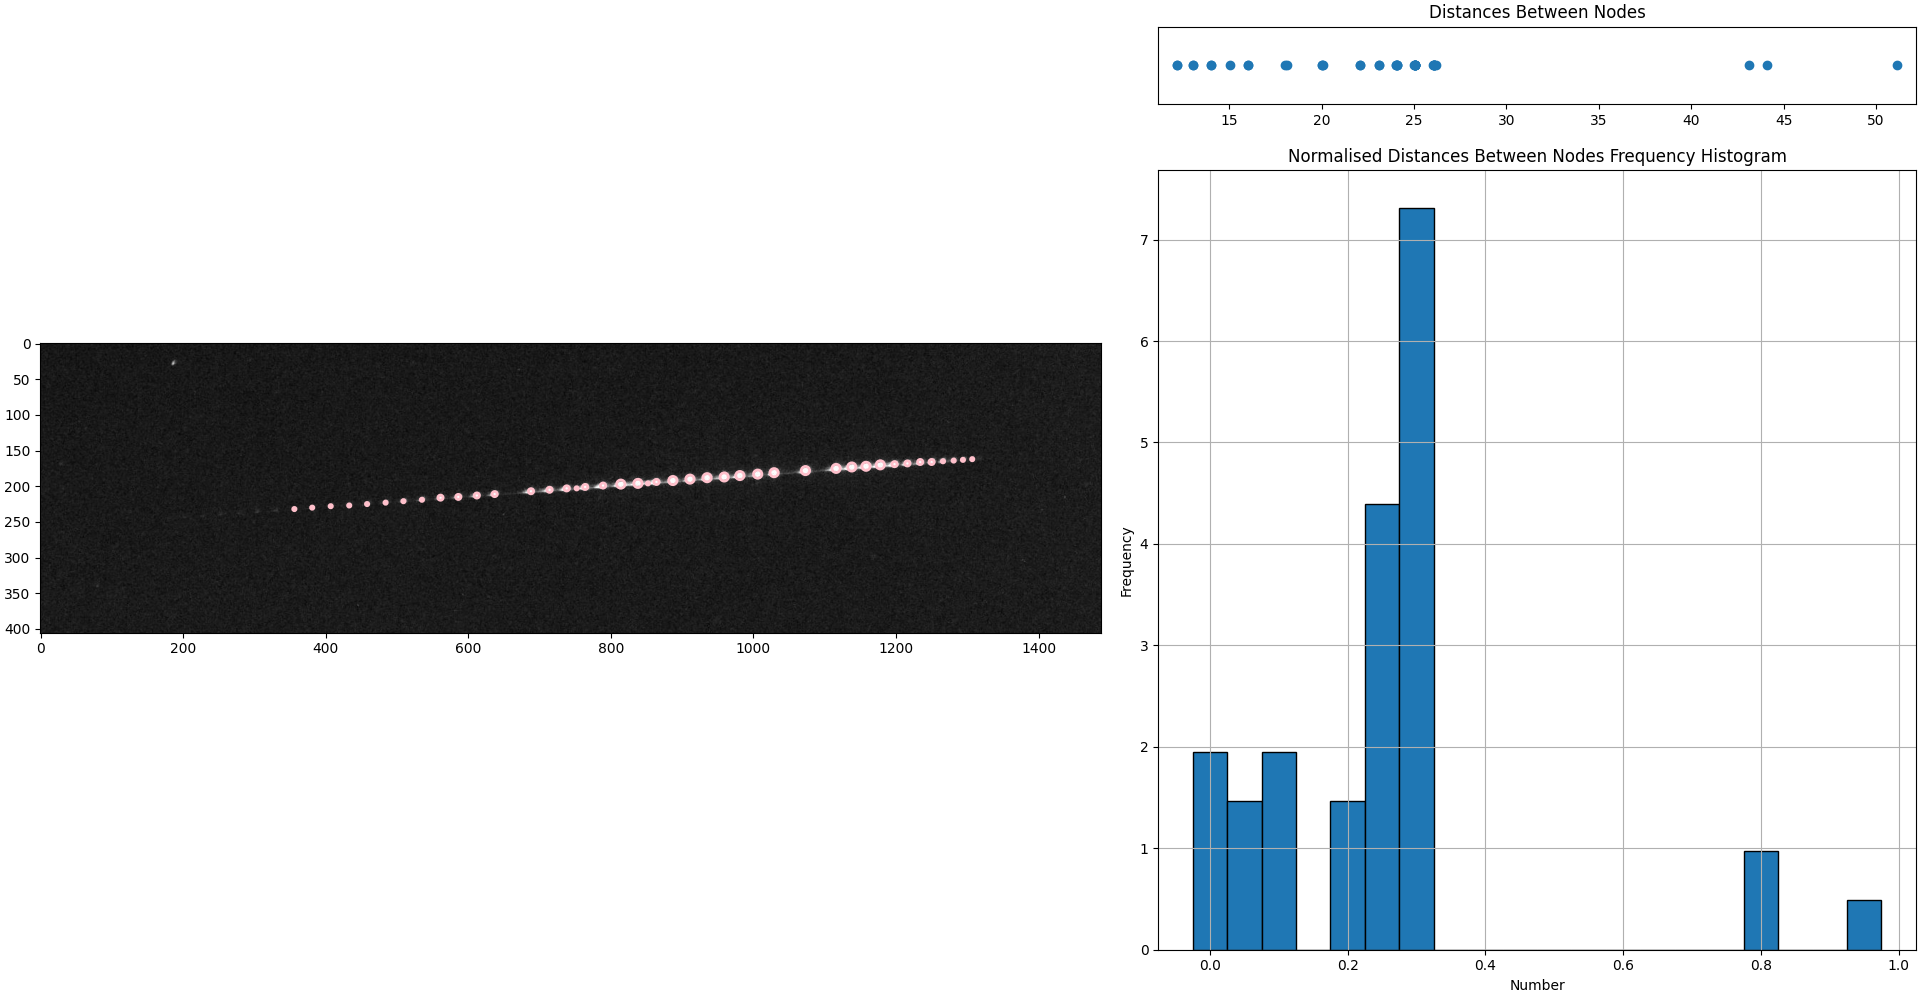 Distances Between Nodes
15 20 25 30 35 40 45 50
Normalised Distances Between Nodes Frequency Histogram
7
6
5
4
3
2
1
0
Frequency
0.0 0.2 0.4 0.6 0.8 1.0
Number
0
50
100
150
200
250
300
350
400
0 200 400 600 800 1000 1200 1400